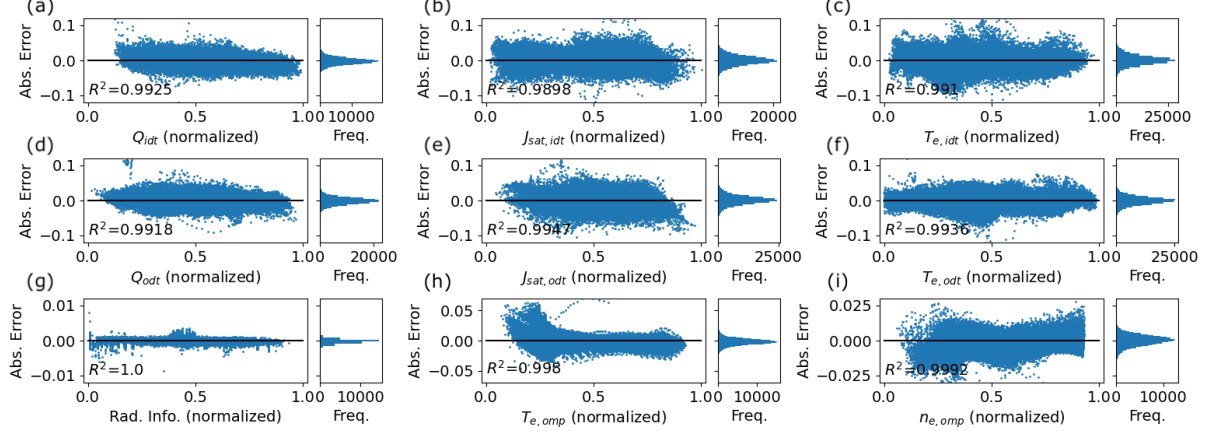 (a)
0.1
0.0
−0.1
Abs. Error
R²=0.9925
0.0 0.5 1.0
Q_idt (normalized)
0 10000
Freq.
(b)
0.1
0.0
−0.1
Abs. Error
R²=0.9898
0.0 0.5 1.0
J_sat,idt (normalized)
0 20000
Freq.
(c)
0.1
0.0
−0.1
Abs. Error
R²=0.991
0.0 0.5 1.0
T_e,idt (normalized)
0 25000
Freq.
(d)
0.1
0.0
−0.1
Abs. Error
R²=0.9918
0.0 0.5 1.0
Q_odt (normalized)
0 20000
Freq.
(e)
0.1
0.0
−0.1
Abs. Error
R²=0.9947
0.0 0.5 1.0
J_sat,odt (normalized)
0 25000
Freq.
(f)
0.1
0.0
−0.1
Abs. Error
R²=0.9936
0.0 0.5 1.0
T_e,odt (normalized)
0 25000
Freq.
(g)
0.01
0.00
−0.01
Abs. Error
R²=1.0
0.0 0.5 1.0
Rad. Info. (normalized)
0 10000
Freq.
(h)
0.05
0.00
−0.05
Abs. Error
R²=0.998
0.0 0.5 1.0
T_e,omp (normalized)
0 10000
Freq.
(i)
0.025
0.000
−0.025
Abs. Error
R²=0.9992
0.0 0.5 1.0
n_e,omp (normalized)
0 10000
Freq.